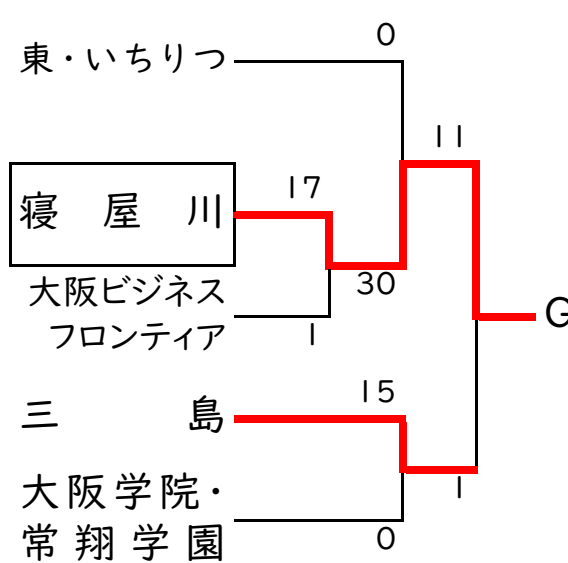 0
東・いちりつ
11
17
寝屋川
30
大阪ビジネス
フロンティア
1
G
15
三島
1
大阪学院・
常翔学園
0